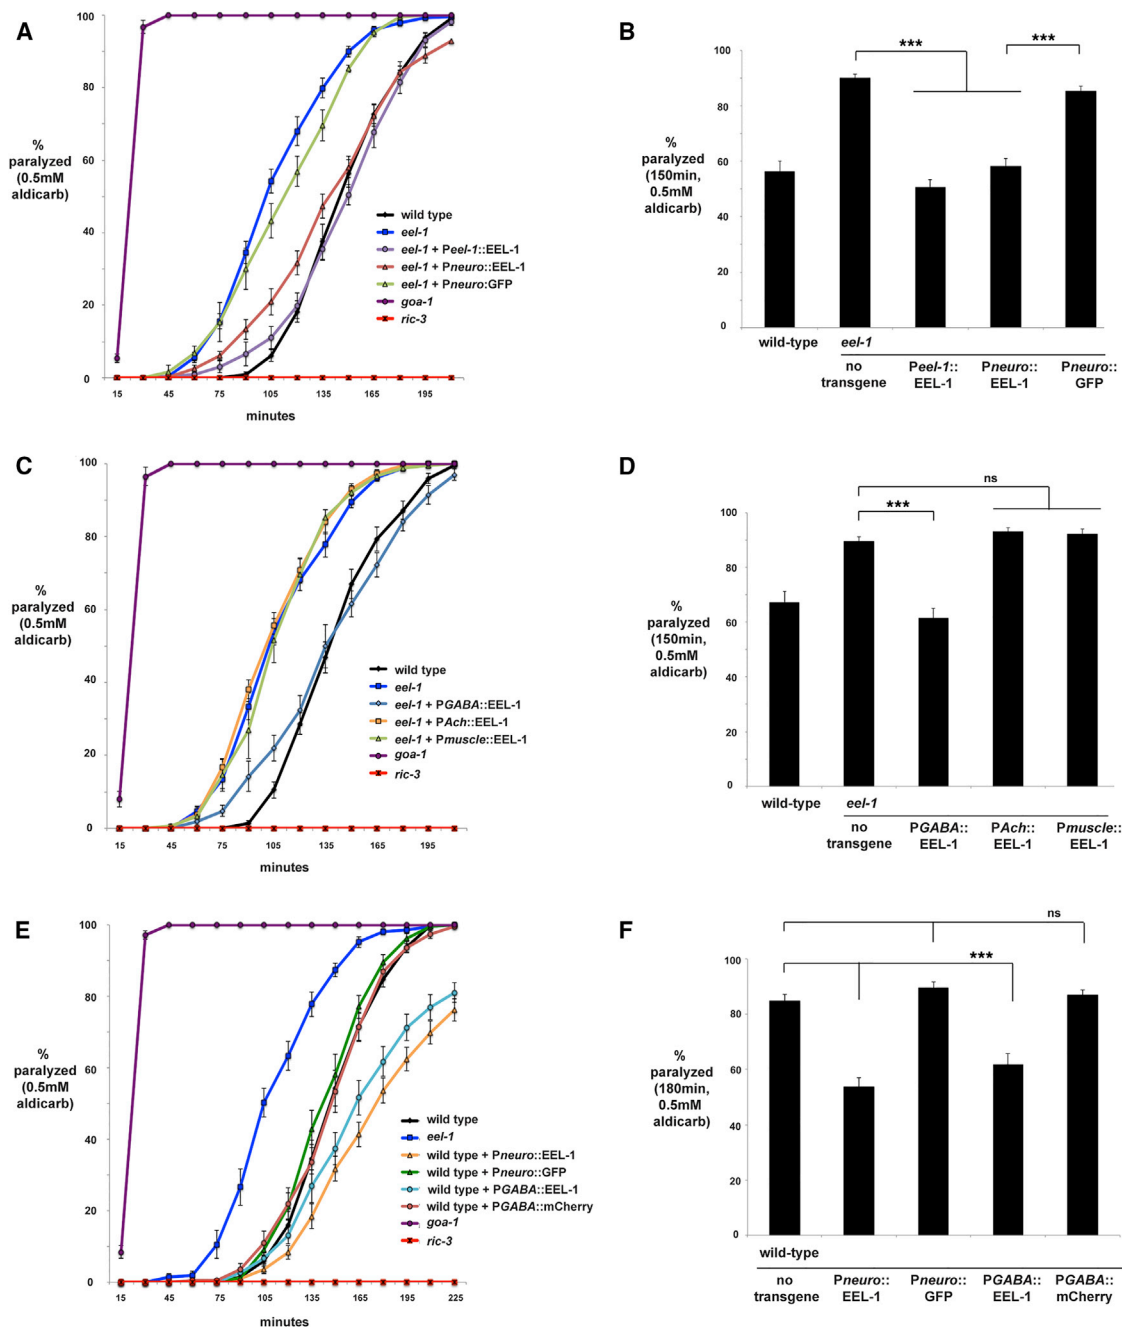 A
100
80
60
40
20
0
%
paralyzed
(0.5mM
aldicarb)
wild type
eel-1
eel-1 + Peel-1::EEL-1
eel-1 + Pneuro::EEL-1
eel-1 + Pneuro:GFP
goa-1
ric-3
15 45 75 105 135 165 195
minutes
B
100
80
60
40
20
0
%
paralyzed
(150min,
0.5mM
aldicarb)
*** ***
wild-type eel-1
no transgene
Peel-1:: EEL-1
Pneuro:: EEL-1
Pneuro:: GFP
C
100
80
60
40
20
0
%
paralyzed
(0.5mM
aldicarb)
wild type
eel-1
eel-1 + PGABA::EEL-1
eel-1 + PAch::EEL-1
eel-1 + Pmuscle::EEL-1
goa-1
ric-3
15 45 75 105 135 165 195
minutes
D
100
80
60
40
20
0
%
paralyzed
(150min,
0.5mM
aldicarb)
ns
***
wild-type eel-1
no transgene
PGABA:: EEL-1
PAch:: EEL-1
Pmuscle:: EEL-1
E
100
80
60
40
20
0
%
paralyzed
(0.5mM
aldicarb)
wild type
eel-1
wild type + Pneuro::EEL-1
wild type + Pneuro::GFP
wild type + PGABA::EEL-1
wild type + PGABA::mCherry
goa-1
ric-3
15 45 75 105 135 165 195 225
minutes
F
100
80
60
40
20
0
%
paralyzed
(180min,
0.5mM
aldicarb)
ns
***
wild-type
no transgene
Pneuro:: EEL-1
Pneuro:: GFP
PGABA:: EEL-1
PGABA:: mCherry